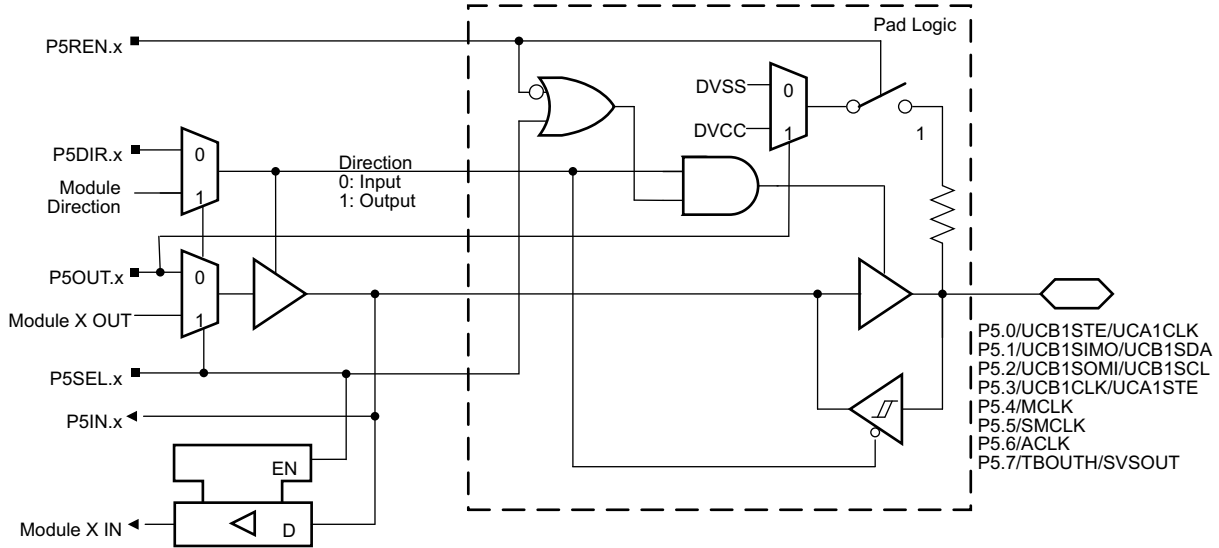 Pad Logic
P5REN.x
DVSS
0
DVCC
1
1
P5DIR.x
0
Module
Direction
1
Direction
0: Input
1: Output
P5OUT.x
0
Module X OUT
1
P5SEL.x
P5IN.x
EN
Module X IN
D
P5.0/UCB1STE/UCA1CLK
P5.1/UCB1SIMO/UCB1SDA
P5.2/UCB1SOMI/UCB1SCL
P5.3/UCB1CLK/UCA1STE
P5.4/MCLK
P5.5/SMCLK
P5.6/ACLK
P5.7/TBOUTH/SVSOUT